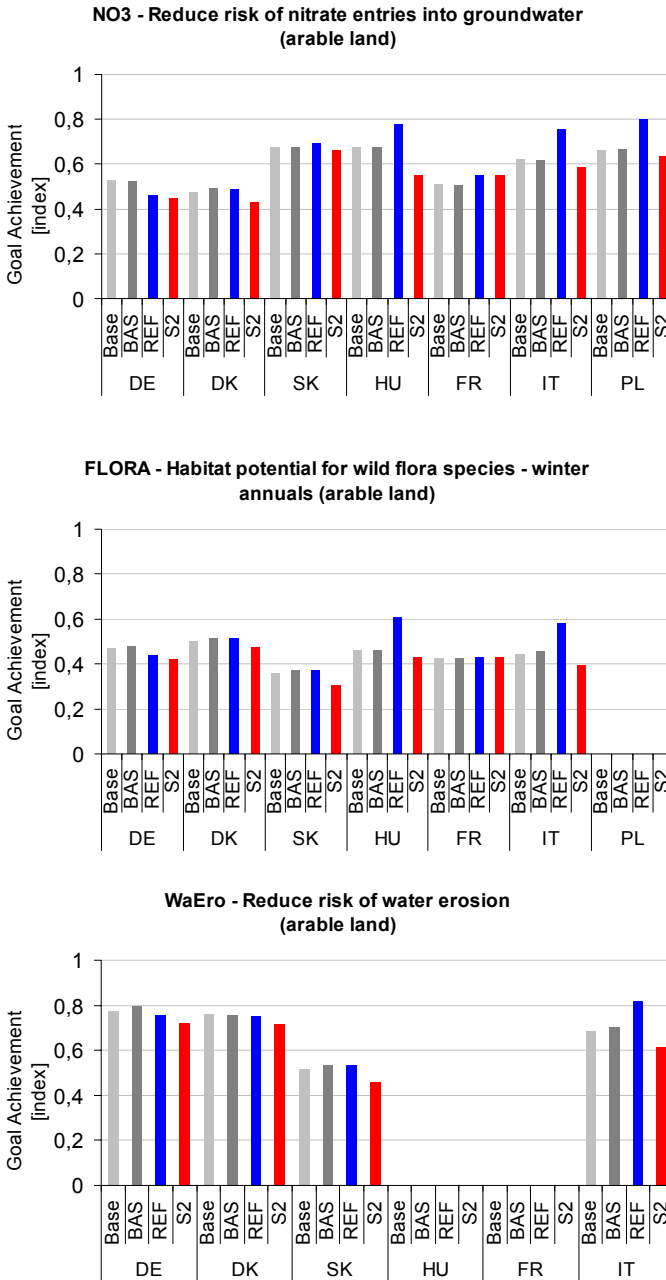 NO3 - Reduce risk of nitrate entries into groundwater
(arable land)
Goal Achievement
[index]
1
0,8
0,6
0,4
0,2
0
Base BAS REF S2 Base BAS REF S2 Base BAS REF S2 Base BAS REF S2 Base BAS REF S2 Base BAS REF S2 Base BAS REF S2
DE DK SK HU FR IT PL
FLORA - Habitat potential for wild flora species - winter
annuals (arable land)
Goal Achievement
[index]
1
0,8
0,6
0,4
0,2
0
Base BAS REF S2 Base BAS REF S2 Base BAS REF S2 Base BAS REF S2 Base BAS REF S2 Base BAS REF S2 Base BAS REF S2
DE DK SK HU FR IT PL
WaEro - Reduce risk of water erosion
(arable land)
Goal Achievement
[index]
1
0,8
0,6
0,4
0,2
0
Base BAS REF S2 Base BAS REF S2 Base BAS REF S2 Base BAS REF S2 Base BAS REF S2 Base BAS REF S2
DE DK SK HU FR IT